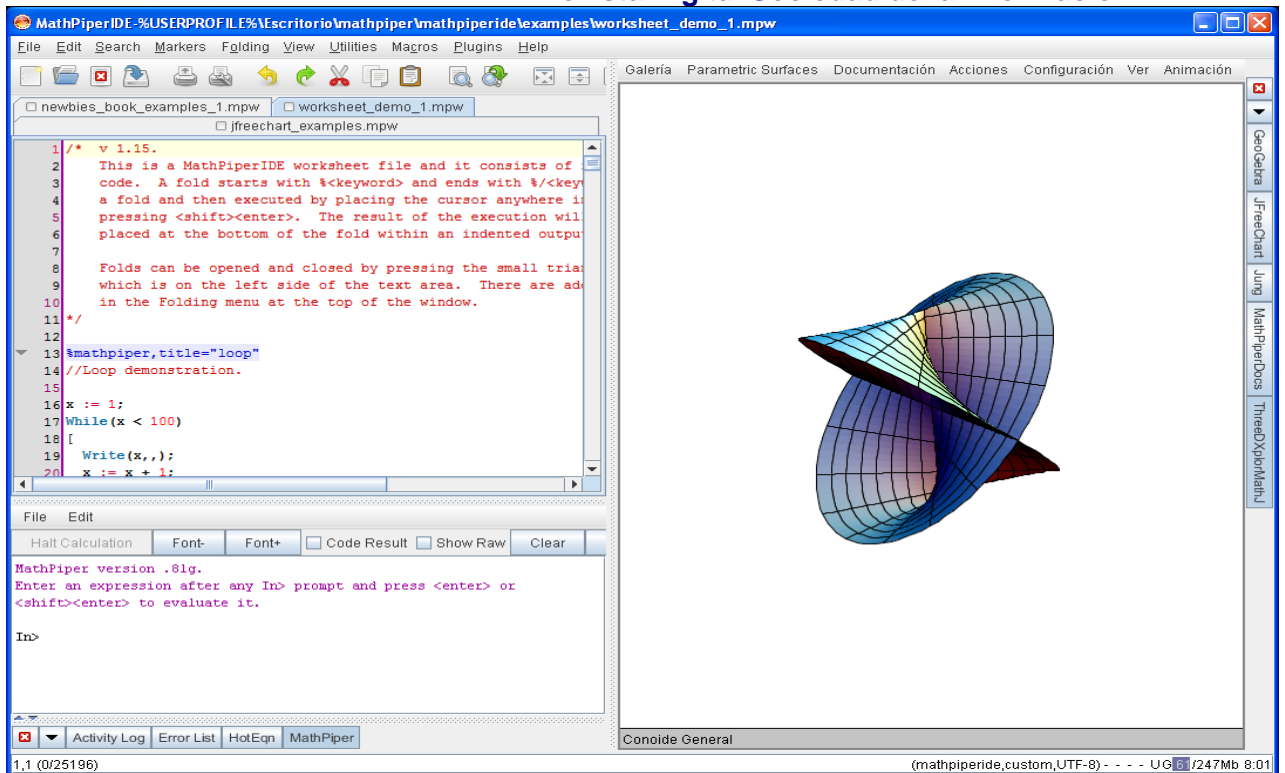 MathPiperIDE-%USERPROFILE%\Escritorio\mathpiper\mathpiperide\examples\worksheet_demo_1.mpw
File Edit Search Markers Folding View Utilities Macros Plugins Help
newbies_book_examples_1.mpw worksheet_demo_1.mpw
jfreechart_examples.mpw
1 /* v 1.15.
2 This is a MathPiperIDE worksheet file and it consists of
3 code. A fold starts with %<keyword> and ends with %/<key
4 a fold and then executed by placing the cursor anywhere
5 pressing <shift><enter>. The result of the execution wil
6 placed at the bottom of the fold within an indented outpu
7
8 Folds can be opened and closed by pressing the small tria
9 which is on the left side of the text area. There are ad
10 in the Folding menu at the top of the window.
11 */
12
13 %mathpiper,title="loop"
14 //Loop demonstration.
15
16 x := 1;
17 While(x < 100)
18 [
19 Write(x,,);
20 x := x + 1;
File Edit
Halt Calculation Font- Font+ Code Result Show Raw Clear
MathPiper version .81g.
Enter an expression after any In> prompt and press <enter> or
<shift><enter> to evaluate it.
In>
Activity Log Error List HotEqn MathPiper
Galería Parametric Surfaces Documentación Acciones Configuración Ver Animación
GeoGebra
JFreeChart
Jung
MathPiperDocs
ThreeDXplorMathJ
Conoide General
1,1 (0/25196)
(mathpiperide,custom,UTF-8) - - - - UG 61/247Mb 8:01